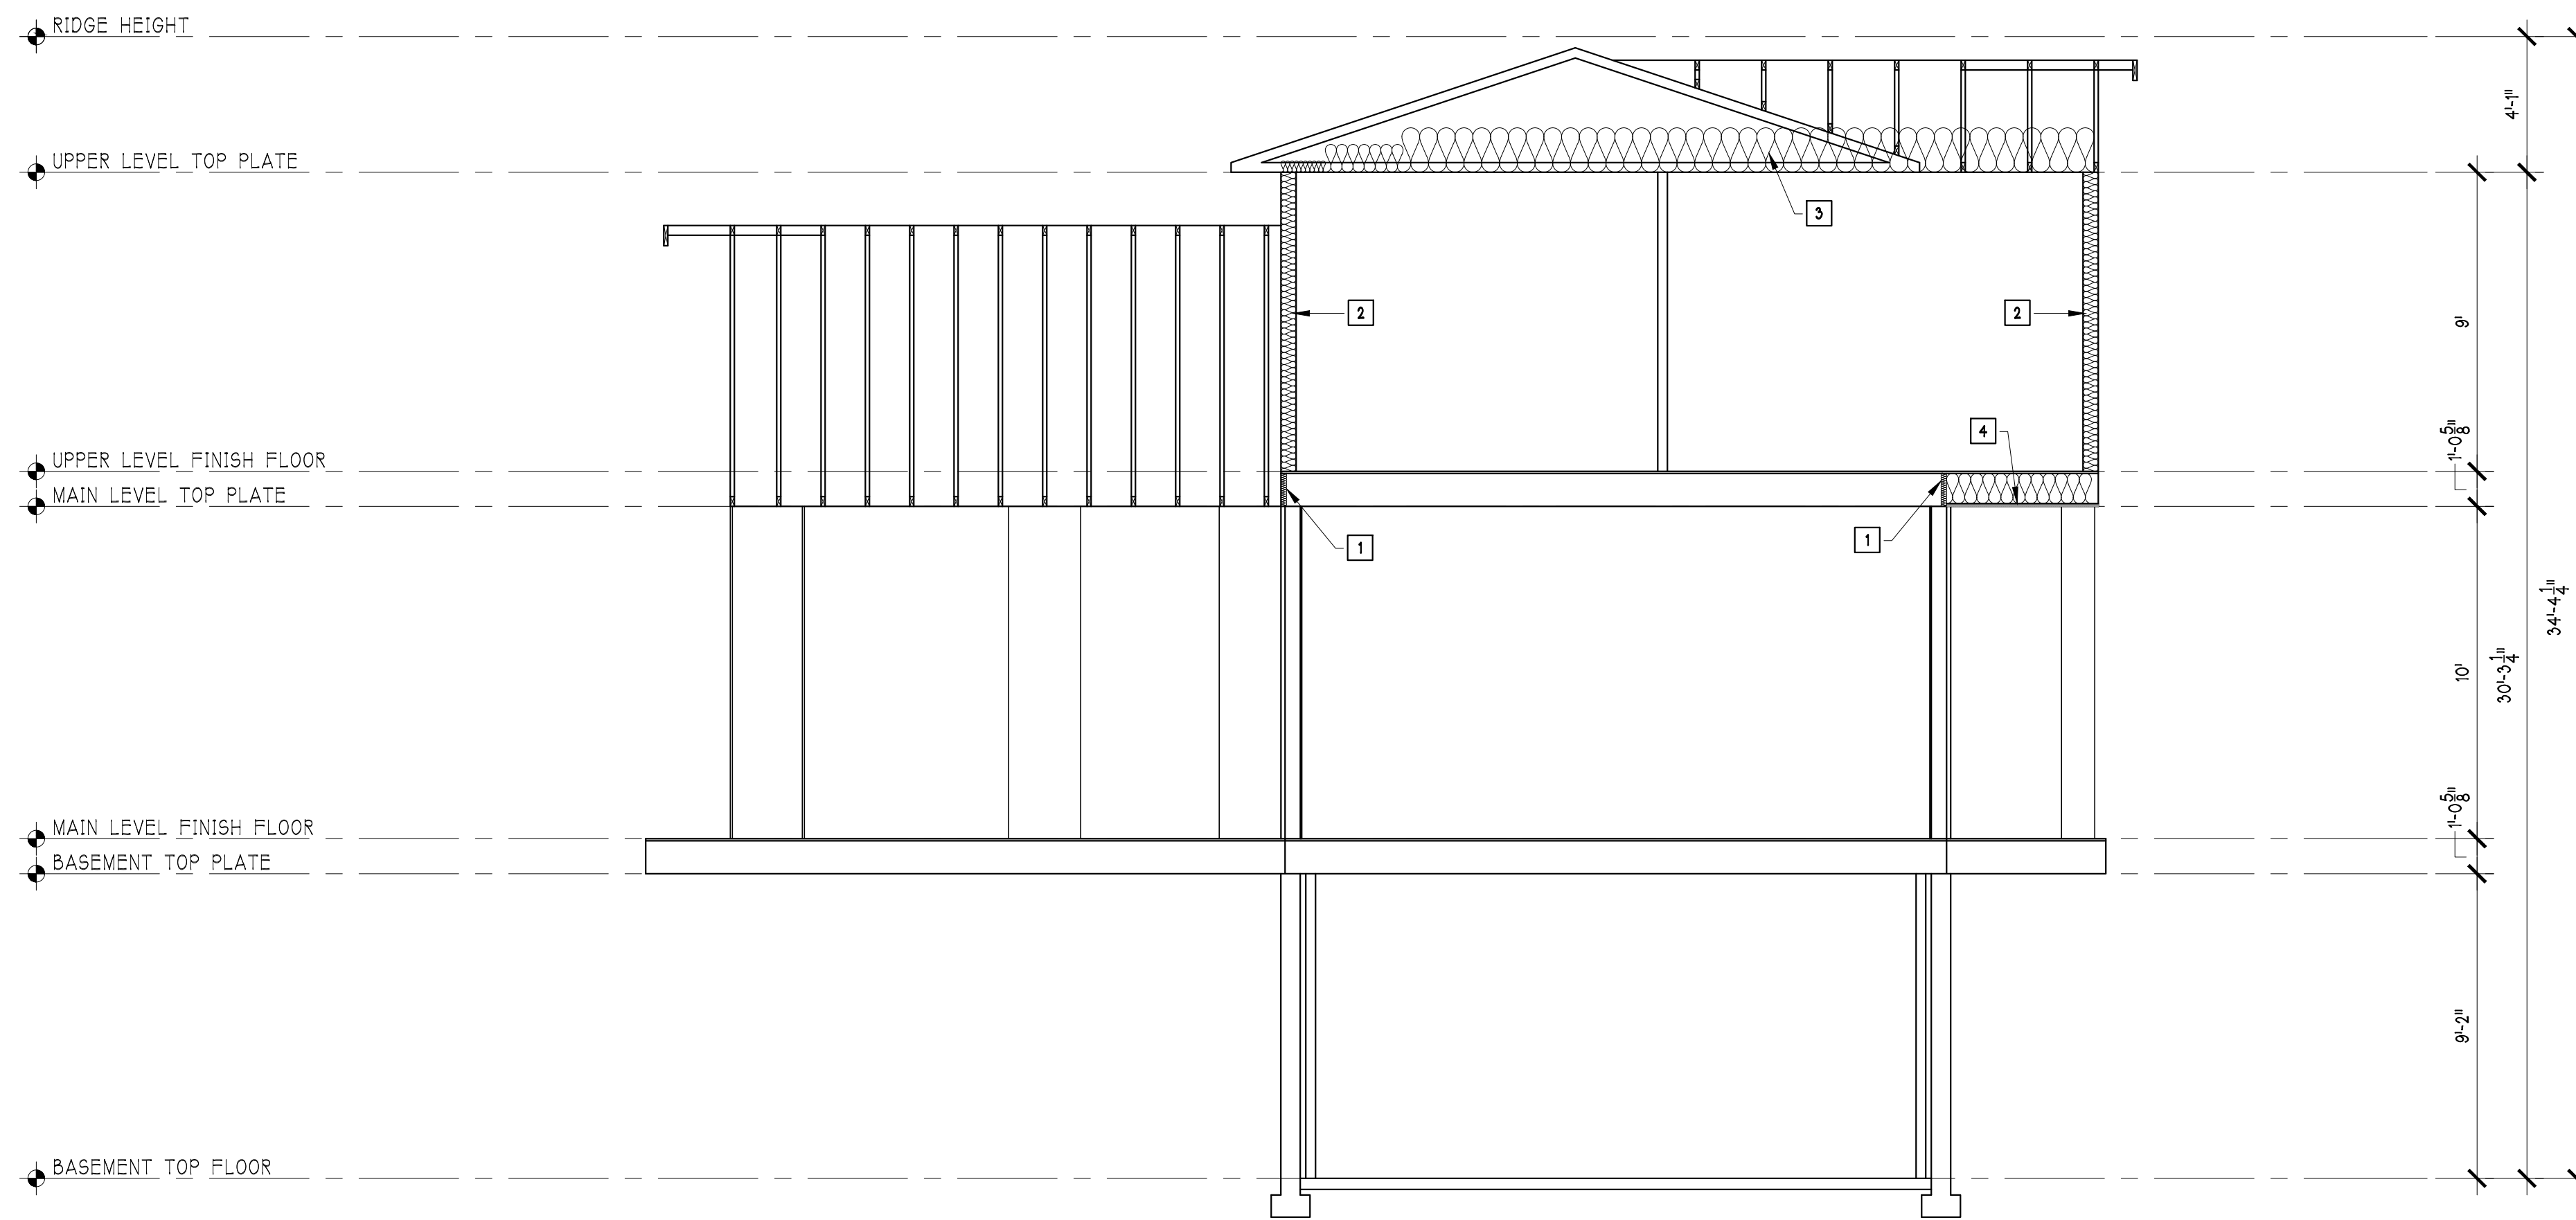 RIDGE HEIGHT
4'-1"
UPPER LEVEL TOP PLATE
3
2
2
9'
4
1'-0 5/8"
UPPER LEVEL FINISH FLOOR
MAIN LEVEL TOP PLATE
1
1
34'-4 1/4"
30'-3 1/4"
10'
1'-0 5/8"
MAIN LEVEL FINISH FLOOR
BASEMENT TOP PLATE
9'-2"
BASEMENT TOP FLOOR